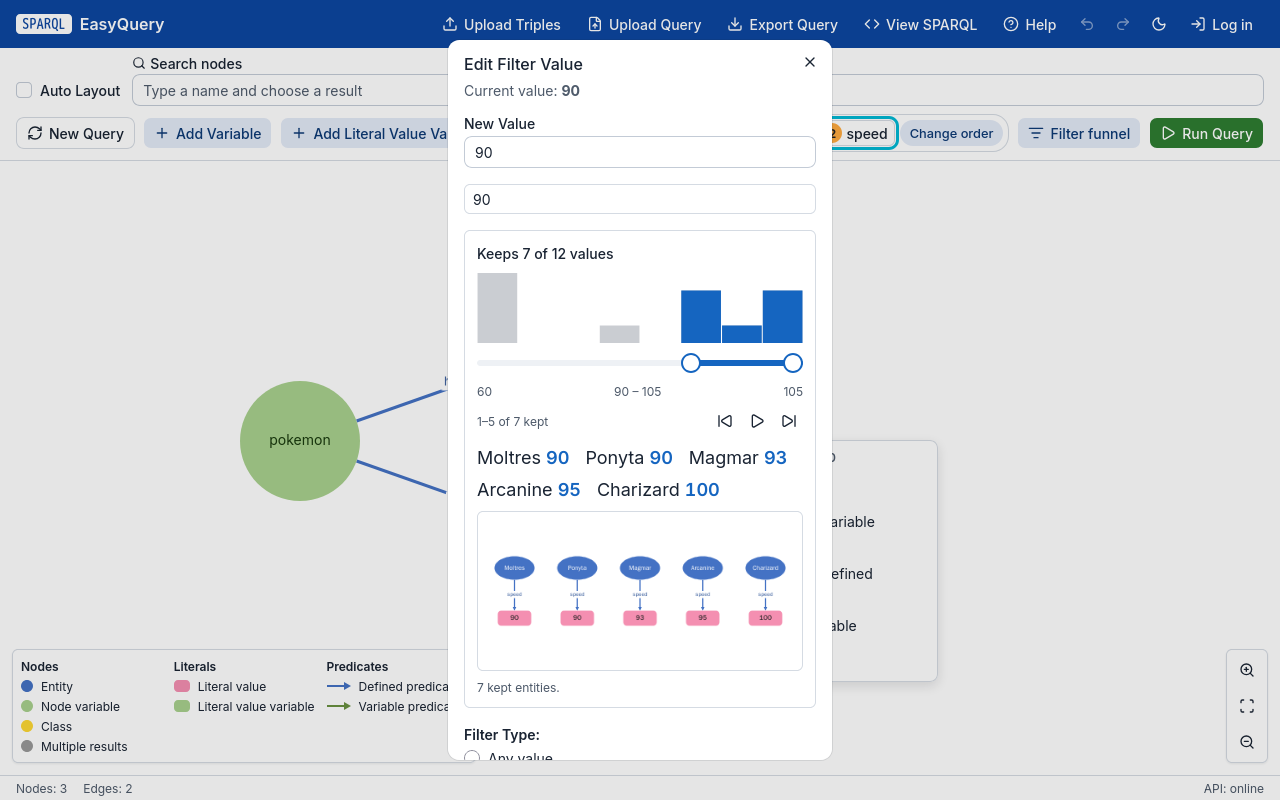 SPARQL EasyQuery
Upload Triples
Upload Query
Export Query
View SPARQL
Help
Log in
Search nodes
Auto Layout
Type a name and choose a result
New Query
Add Variable
Add Literal Value Va
speed
Change order
Filter funnel
Run Query
Edit Filter Value
Current value: 90
New Value
90
90
Keeps 7 of 12 values
60
90 – 105
105
1–5 of 7 kept
Moltres 90 Ponyta 90 Magmar 93
Arcanine 95 Charizard 100
Moltres Ponyta Magmar Arcanine Charizard
speed speed speed speed speed
90 90 93 95 100
7 kept entities.
Filter Type:
Any value
pokemon
ariable
efined
able
Nodes
Entity
Node variable
Class
Multiple results
Literals
Literal value
Literal value variable
Predicates
Defined predica
Variable predica
Nodes: 3 Edges: 2
API: online